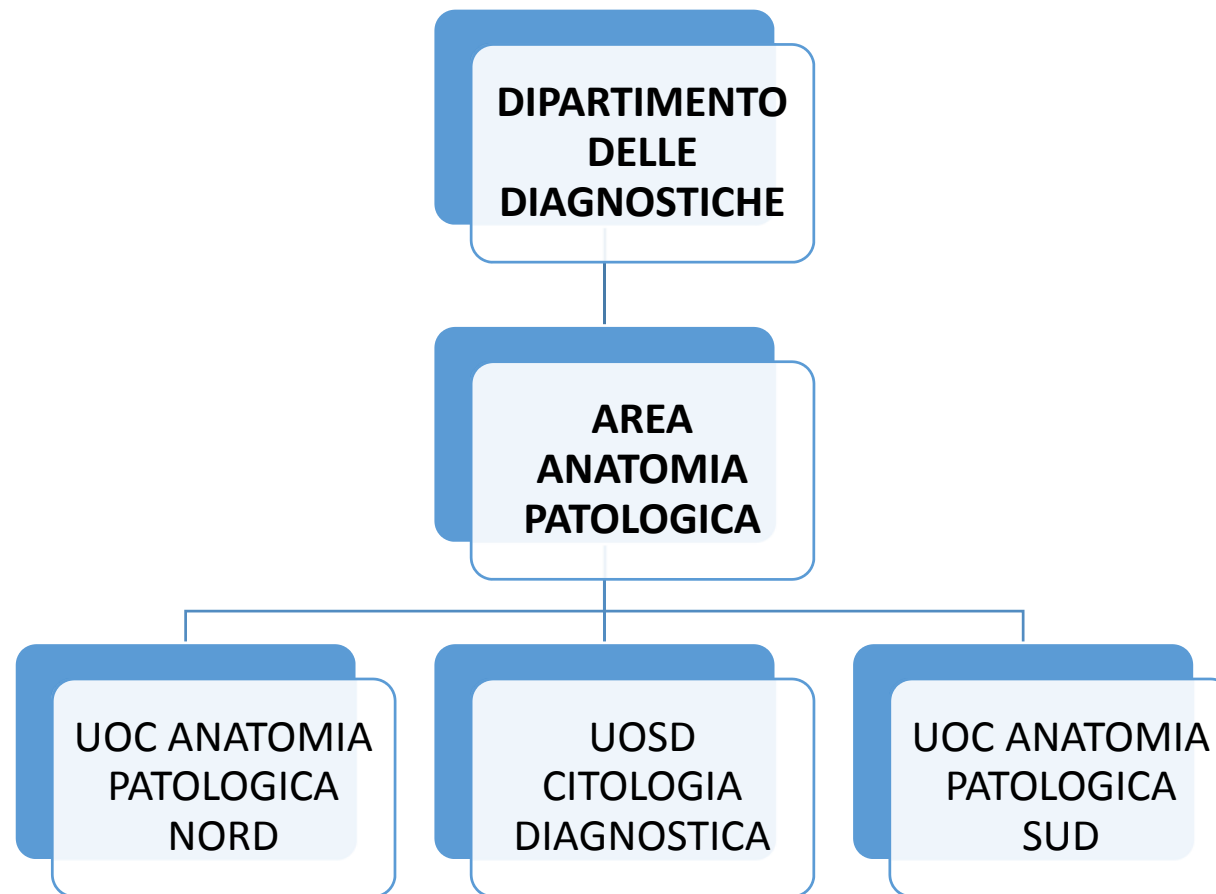 DIPARTIMENTO
DELLE
DIAGNOSTICHE
AREA
ANATOMIA
PATOLOGICA
UOC ANATOMIA
PATOLOGICA
NORD
UOSD
CITOLOGIA
DIAGNOSTICA
UOC ANATOMIA
PATOLOGICA
SUD